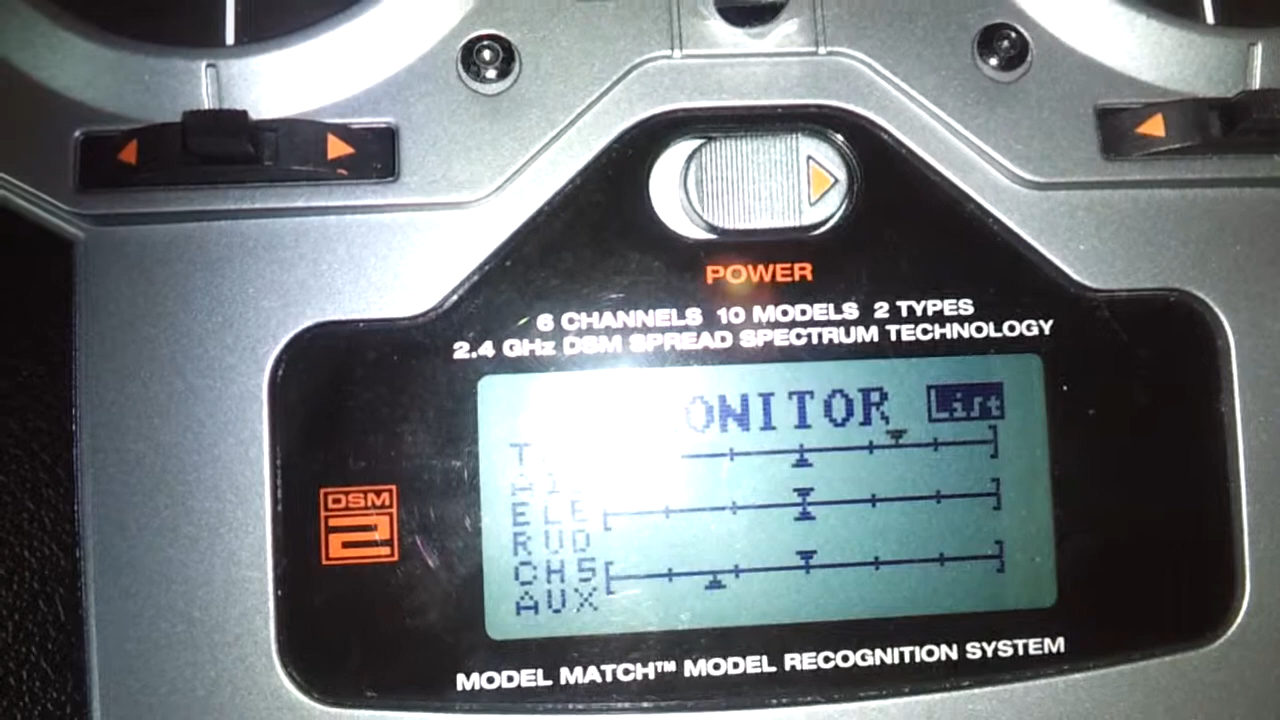 POWER
6 CHANNELS 10 MODELS 2 TYPES
2.4 GHz DSM SPREAD SPECTRUM TECHNOLOGY
List
ELE
RUD
CH5
AUX
DSM
2
MODEL MATCH™ MODEL RECOGNITION SYSTEM